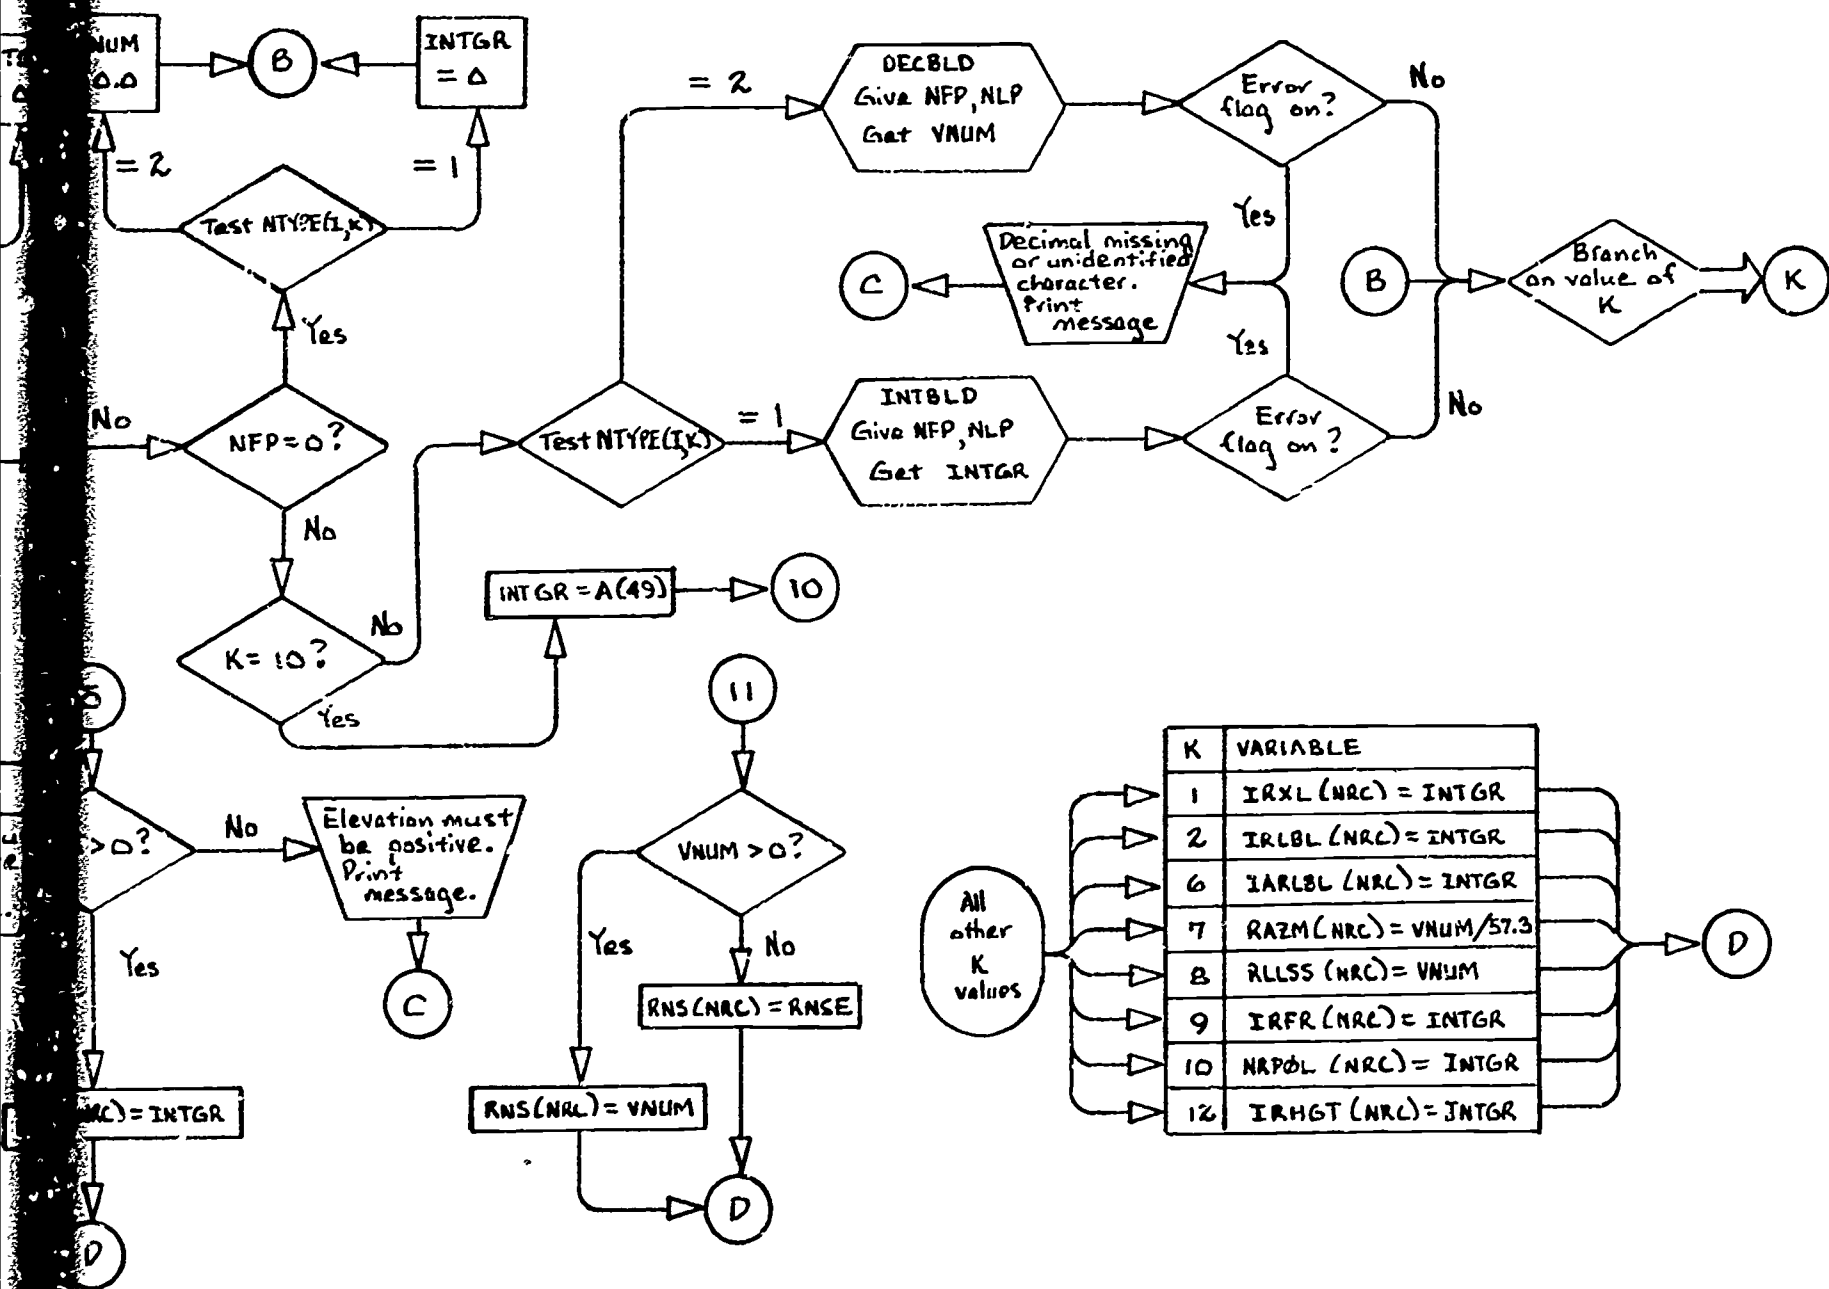 NUM
0.0
B
INTGR
= 0
= 2
= 1
Test NTYPE(I,K)
Yes
No
NFP=0?
No
K= 10?
No
Yes
INTGR = A(49)
10
= 2
DECBLD
Give NFP, NLP
Get VNUM
Error
flag on?
No
Yes
Decimal missing
or unidentified
character.
Print
message
C
B
Branch
on value of
K
K
Yes
Test NTYPE(I,K)
= 1
INTBLD
Give NFP, NLP
Get INTGR
Error
flag on?
No
5
>0?
No
Elevation must
be positive.
Print
message.
C
Yes
NRC) = INTGR
D
11
VNUM > 0?
Yes
No
RNS(NRC) = RNSE
RNS(NRC) = VNUM
D
All
other
K
values
K VARIABLE
1 IRXL (NRC) = INTGR
2 IRLBL (NRC) = INTGR
6 IARLBL (NRC) = INTGR
7 RAZM (NRC) = VNUM/57.3
8 RLLSS (NRC) = VNUM
9 IRFR (NRC) = INTGR
10 NRPØL (NRC) = INTGR
12 IRHGT (NRC) = INTGR
D